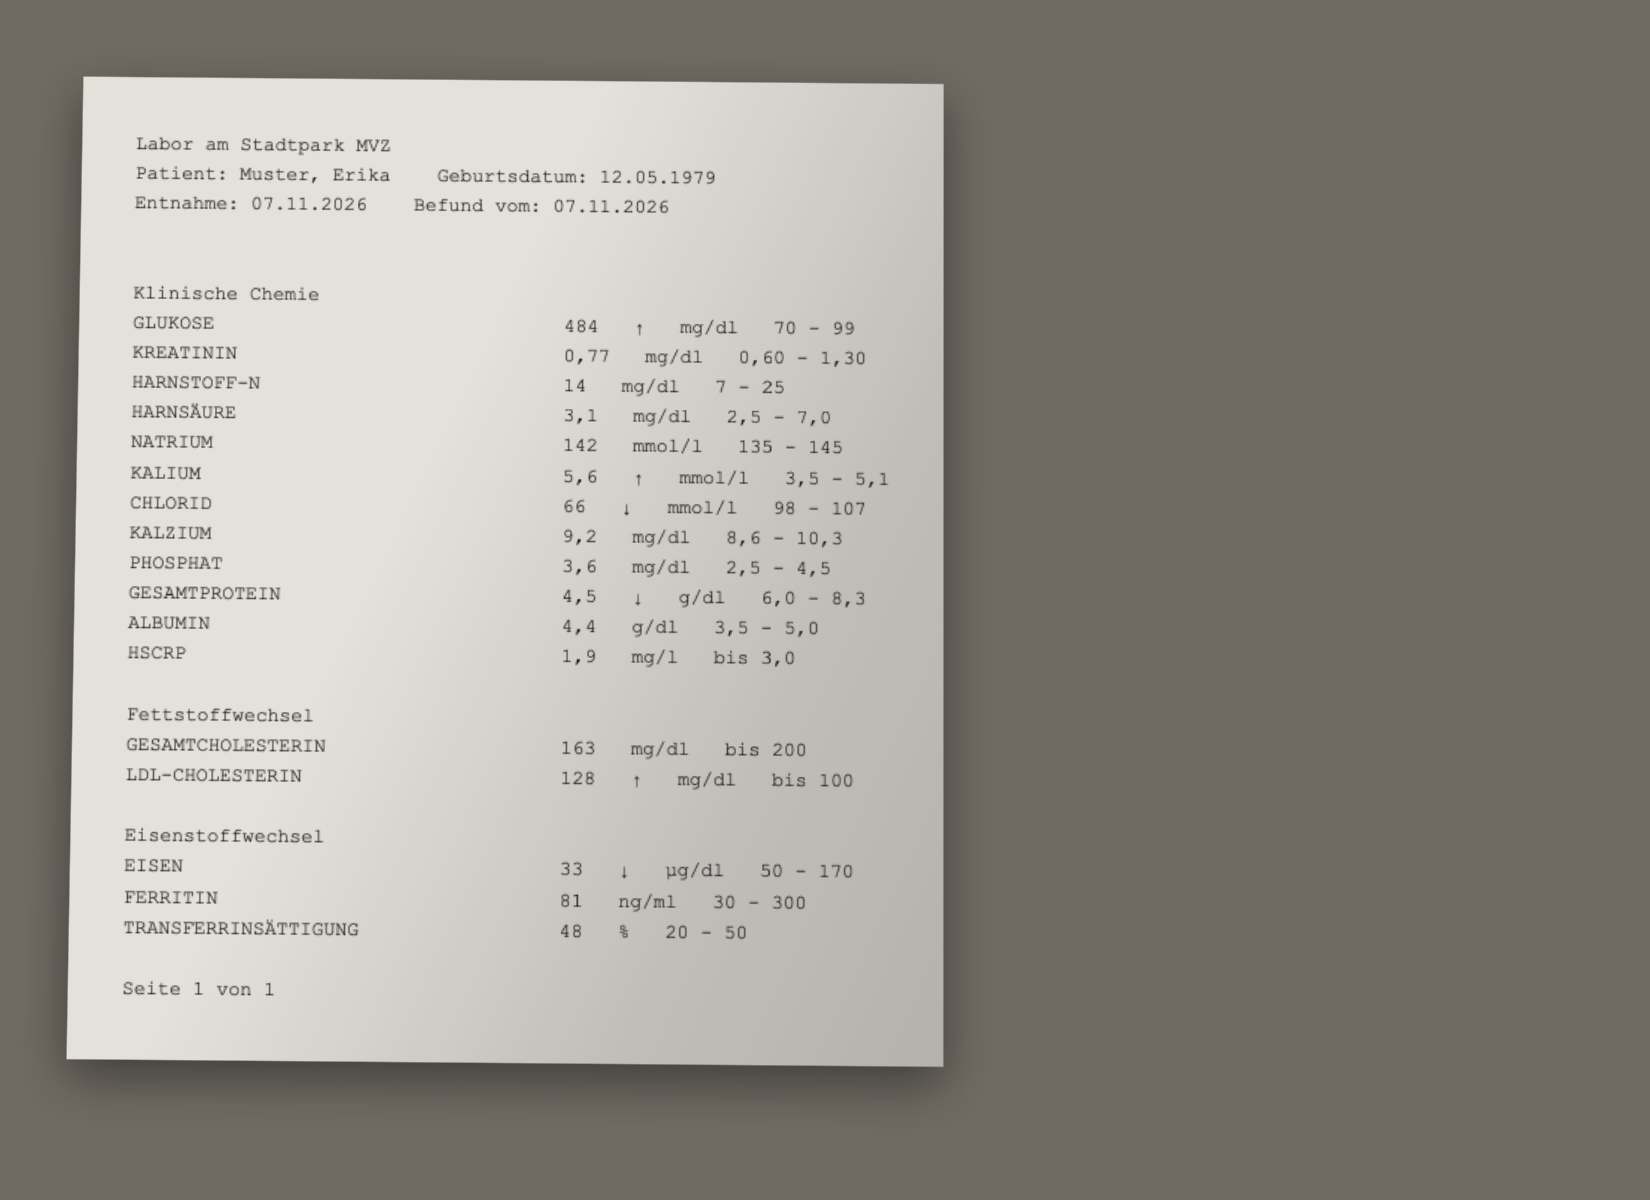 Labor am Stadtpark MVZ
Patient: Muster, Erika    Geburtsdatum: 12.05.1979
Entnahme: 07.11.2026    Befund vom: 07.11.2026
Klinische Chemie
GLUKOSE 484 ↑ mg/dl 70 – 99
KREATININ 0,77 mg/dl 0,60 – 1,30
HARNSTOFF-N 14 mg/dl 7 – 25
HARNSÄURE 3,1 mg/dl 2,5 – 7,0
NATRIUM 142 mmol/l 135 – 145
KALIUM 5,6 ↑ mmol/l 3,5 – 5,1
CHLORID 66 ↓ mmol/l 98 – 107
KALZIUM 9,2 mg/dl 8,6 – 10,3
PHOSPHAT 3,6 mg/dl 2,5 – 4,5
GESAMTPROTEIN 4,5 ↓ g/dl 6,0 – 8,3
ALBUMIN 4,4 g/dl 3,5 – 5,0
HSCRP 1,9 mg/l bis 3,0
Fettstoffwechsel
GESAMTCHOLESTERIN 163 mg/dl bis 200
LDL-CHOLESTERIN 128 ↑ mg/dl bis 100
Eisenstoffwechsel
EISEN 33 ↓ µg/dl 50 – 170
FERRITIN 81 ng/ml 30 – 300
TRANSFERRINSÄTTIGUNG 48 % 20 – 50
Seite 1 von 1